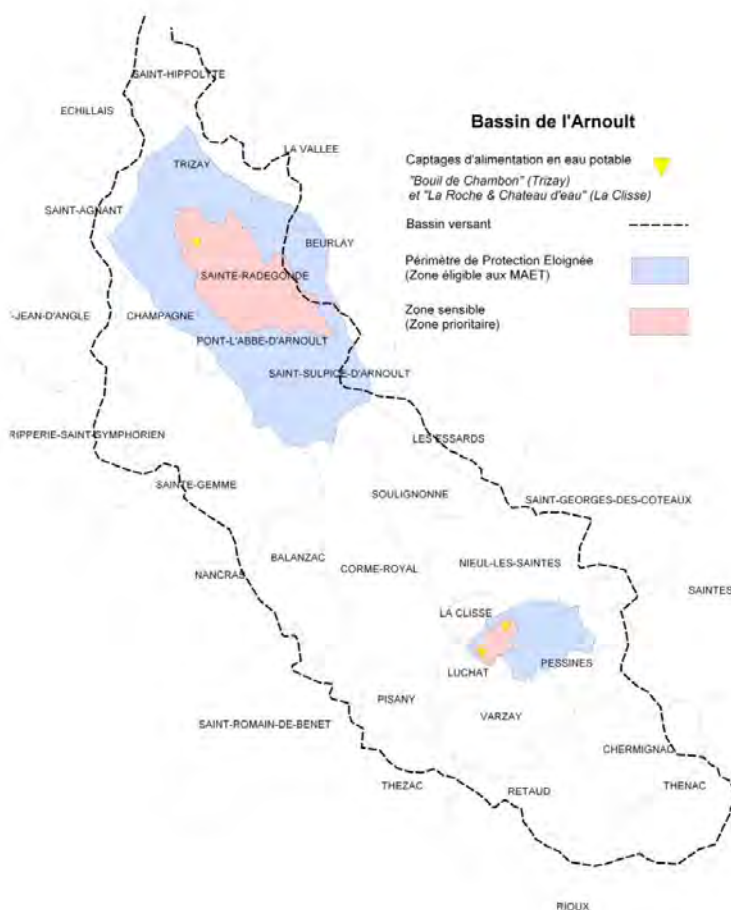 SAINT-HIPPOLYTE
ECHILLAIS
Bassin de l'Arnoult
LA VALLEE
Captages d'alimentation en eau potable
TRIZAY
"Bouil de Chambon" (Trizay)
et "La Roche & Chateau d'eau" (La Clisse)
SAINT-AGNANT
Bassin versant
BEURLAY
Périmètre de Protection Eloignée
(Zone éligible aux MAET)
SAINTE-RADEGONDE
-JEAN-D'ANGLE
CHAMPAGNE
Zone sensible
(Zone prioritaire)
PONT-L'ABBE-D'ARNOULT
SAINT-SULPICE-D'ARNOULT
RIPPERIE-SAINT-SYMPHORIEN
LES ESSARDS
SAINTE-GEMME
SOULIGNONNE
SAINT-GEORGES-DES-COTEAUX
BALANZAC
CORME-ROYAL
NIEUL-LES-SAINTES
NANCRAS
SAINTES
LA CLISSE
LUCHAT
PESSINES
PISANY
SAINT-ROMAIN-DE-BENET
VARZAY
CHERMIGNAC
THEZAC
RETAUD
THENAC
RIOUX